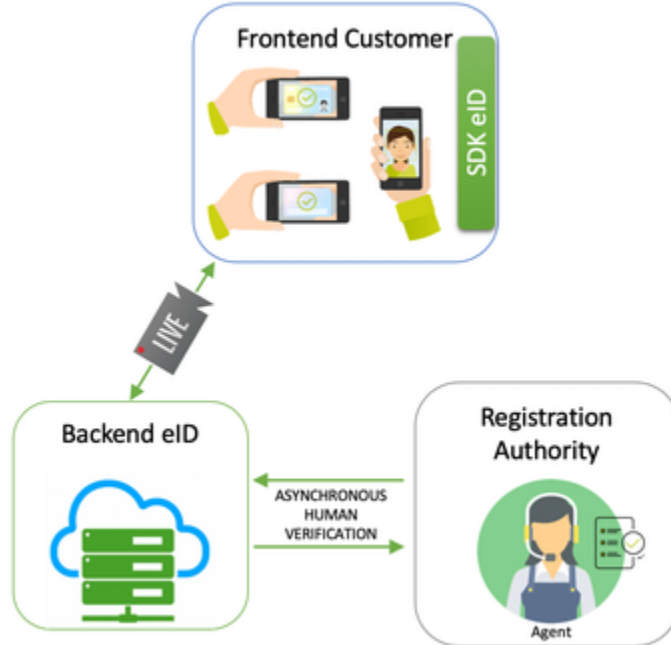 Frontend Customer
SDK eID
LIVE
Backend eID
ASYNCHRONOUS
HUMAN
VERIFICATION
Registration
Authority
Agent